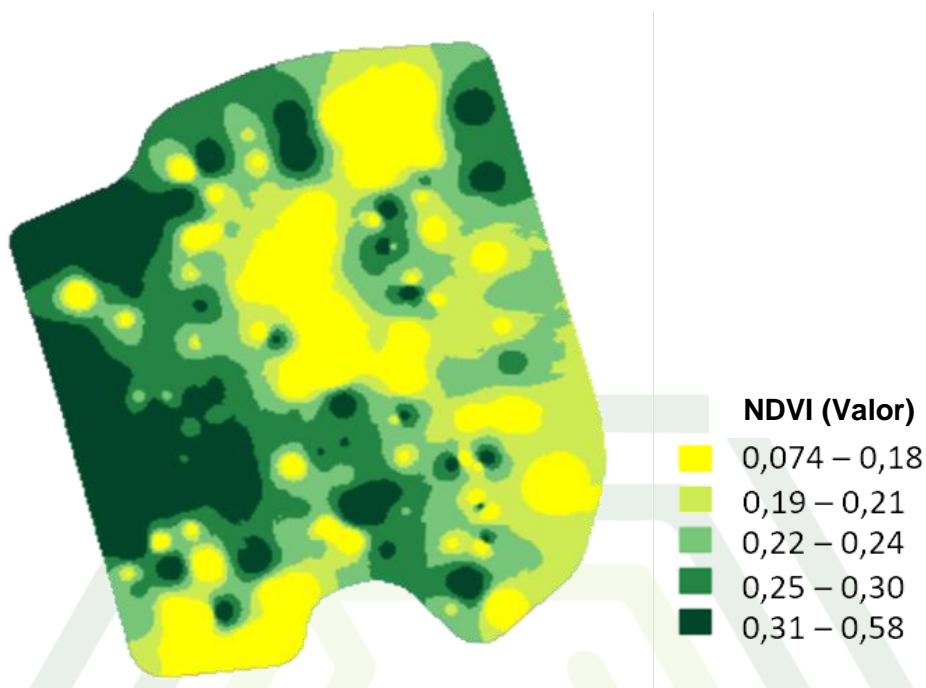 NDVI (Valor)
0,074 – 0,18
0,19 – 0,21
0,22 – 0,24
0,25 – 0,30
0,31 – 0,58